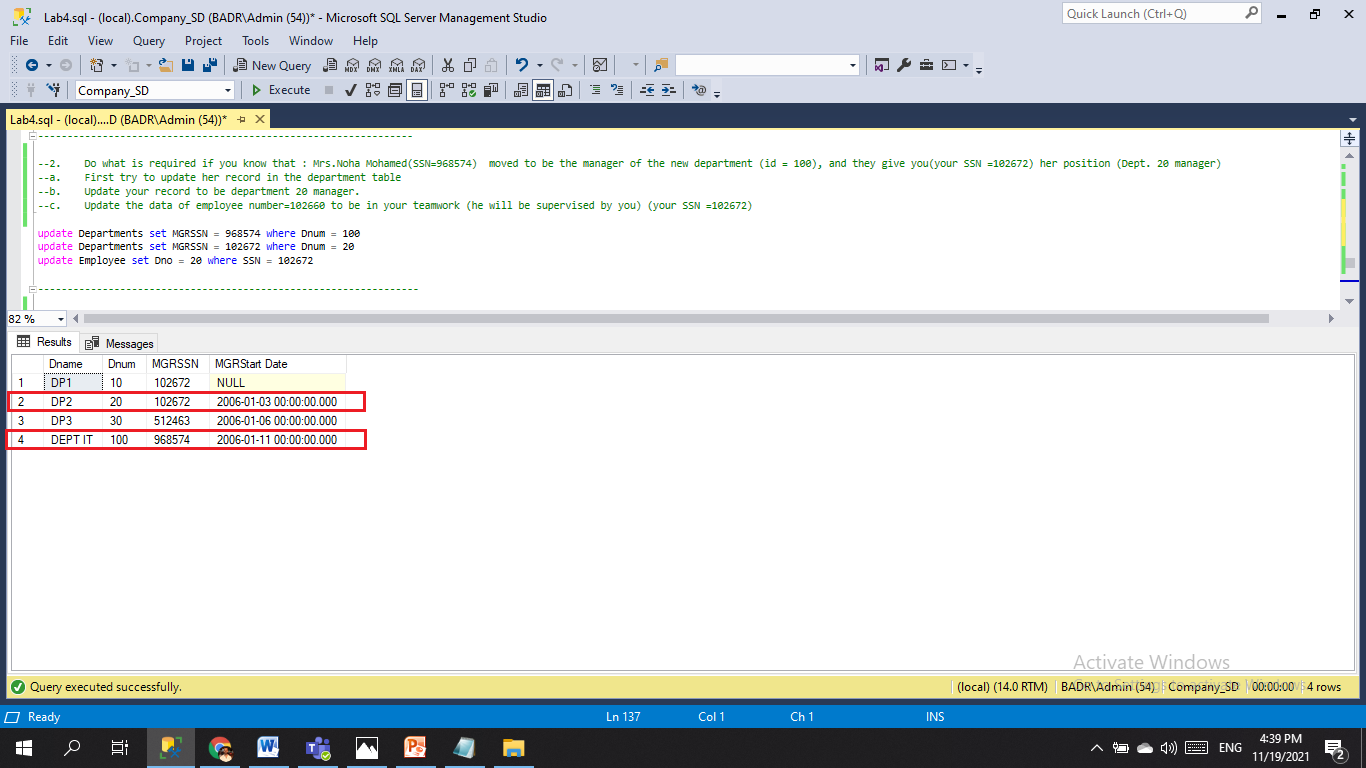 Lab4.sql - (local).Company_SD (BADR\Admin (54))* - Microsoft SQL Server Management Studio
Quick Launch (Ctrl+Q)
File Edit View Query Project Tools Window Help
New Query MDX DMX XMLA DAX
Company_SD Execute
Lab4.sql - (local)....D (BADR\Admin (54))*
--2. Do what is required if you know that : Mrs.Noha Mohamed(SSN=968574) moved to be the manager of the new department (id = 100), and they give you(your SSN =102672) her position (Dept. 20 manager)
--a. First try to update her record in the department table
--b. Update your record to be department 20 manager.
--c. Update the data of employee number=102660 to be in your teamwork (he will be supervised by you) (your SSN =102672)
update Departments set MGRSSN = 968574 where Dnum = 100
update Departments set MGRSSN = 102672 where Dnum = 20
update Employee set Dno = 20 where SSN = 102672
82 %
Results Messages
Dname Dnum MGRSSN MGRStart Date
1 DP1 10 102672 NULL
2 DP2 20 102672 2006-01-03 00:00:00.000
3 DP3 30 512463 2006-01-06 00:00:00.000
4 DEPT IT 100 968574 2006-01-11 00:00:00.000
Activate Windows
Go to Settings to activate Windows.
Query executed successfully. (local) (14.0 RTM) BADR\Admin (54) Company_SD 00:00:00 4 rows
Ready Ln 137 Col 1 Ch 1 INS
ENG 4:39 PM
11/19/2021
2